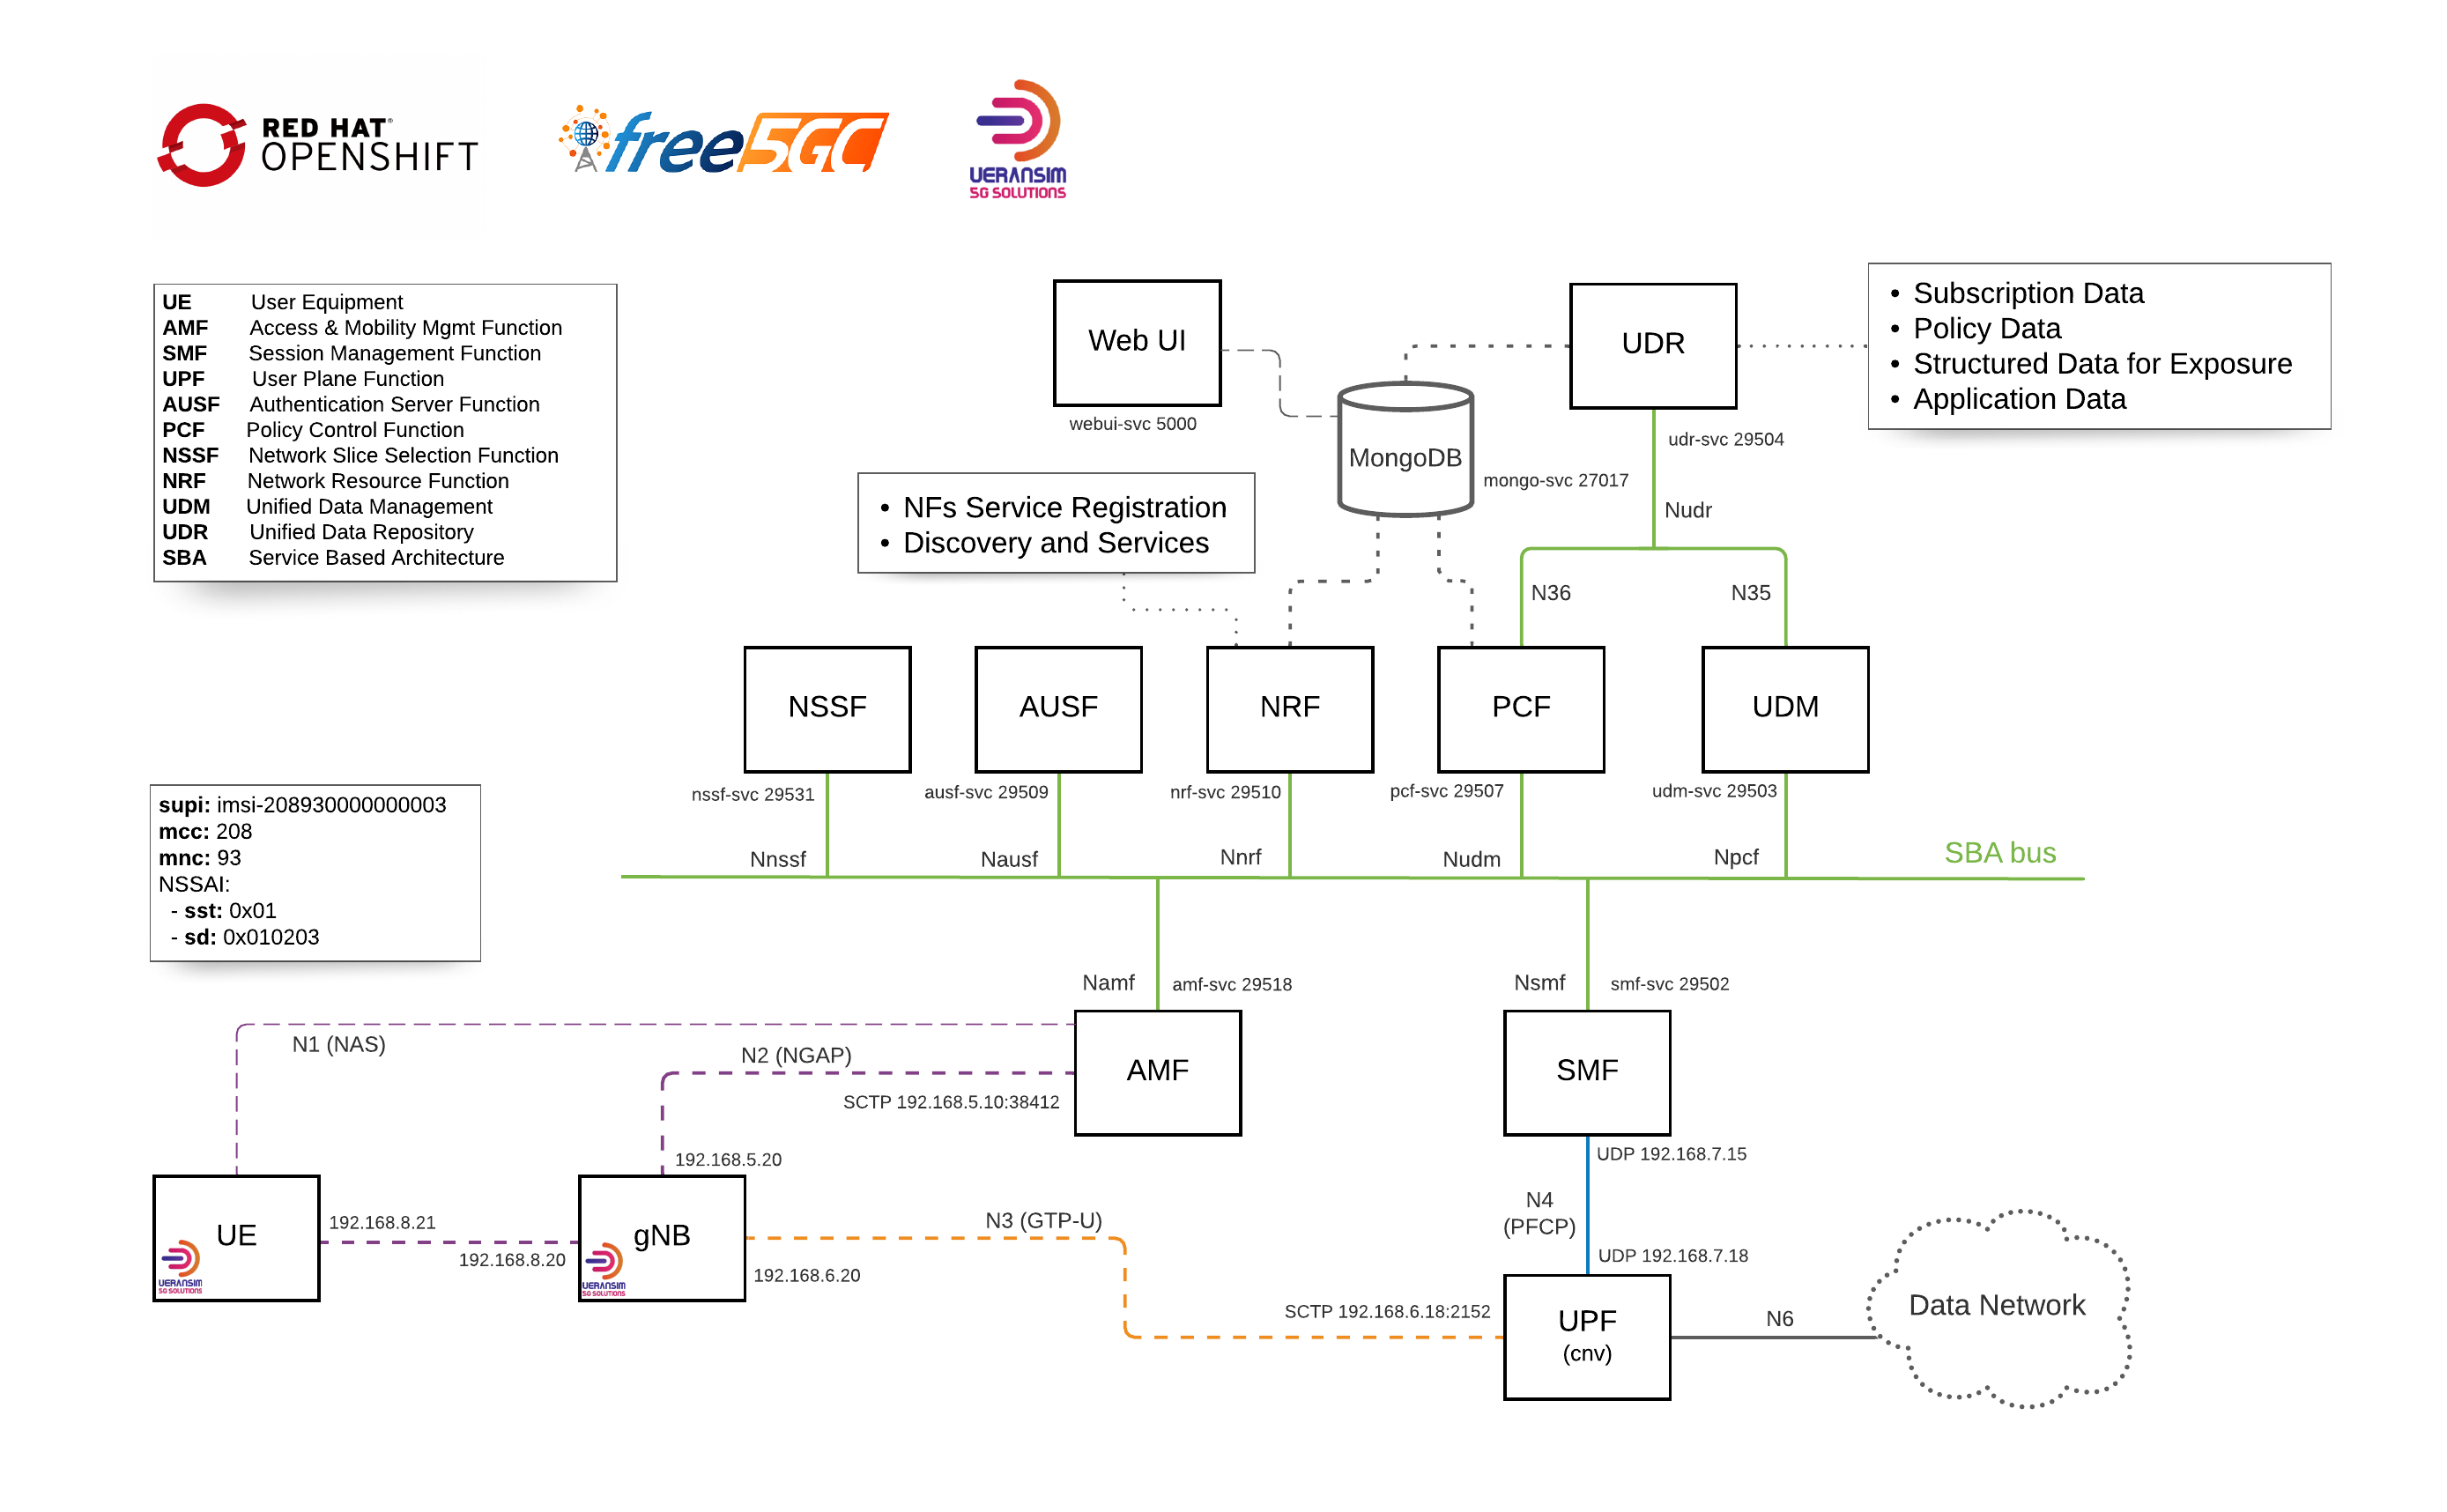 RED HAT®
OPENSHIFT
free5GC
UERANSIM
5G SOLUTIONS
UE User Equipment
AMF Access & Mobility Mgmt Function
SMF Session Management Function
UPF User Plane Function
AUSF Authentication Server Function
PCF Policy Control Function
NSSF Network Slice Selection Function
NRF Network Resource Function
UDM Unified Data Management
UDR Unified Data Repository
SBA Service Based Architecture
Web UI
webui-svc 5000
MongoDB
mongo-svc 27017
UDR
udr-svc 29504
• Subscription Data
• Policy Data
• Structured Data for Exposure
• Application Data
• NFs Service Registration
• Discovery and Services
Nudr
N36
N35
NSSF
AUSF
NRF
PCF
UDM
nssf-svc 29531
ausf-svc 29509
nrf-svc 29510
pcf-svc 29507
udm-svc 29503
Nnssf
Nausf
Nnrf
Nudm
Npcf
SBA bus
supi: imsi-208930000000003
mcc: 208
mnc: 93
NSSAI:
- sst: 0x01
- sd: 0x010203
Namf
amf-svc 29518
Nsmf
smf-svc 29502
N1 (NAS)
N2 (NGAP)
SCTP 192.168.5.10:38412
AMF
SMF
192.168.5.20
UDP 192.168.7.15
UE
UERANSIM
5G SOLUTIONS
192.168.8.21
192.168.8.20
gNB
UERANSIM
5G SOLUTIONS
192.168.6.20
N3 (GTP-U)
N4
(PFCP)
UDP 192.168.7.18
SCTP 192.168.6.18:2152
UPF
(cnv)
N6
Data Network